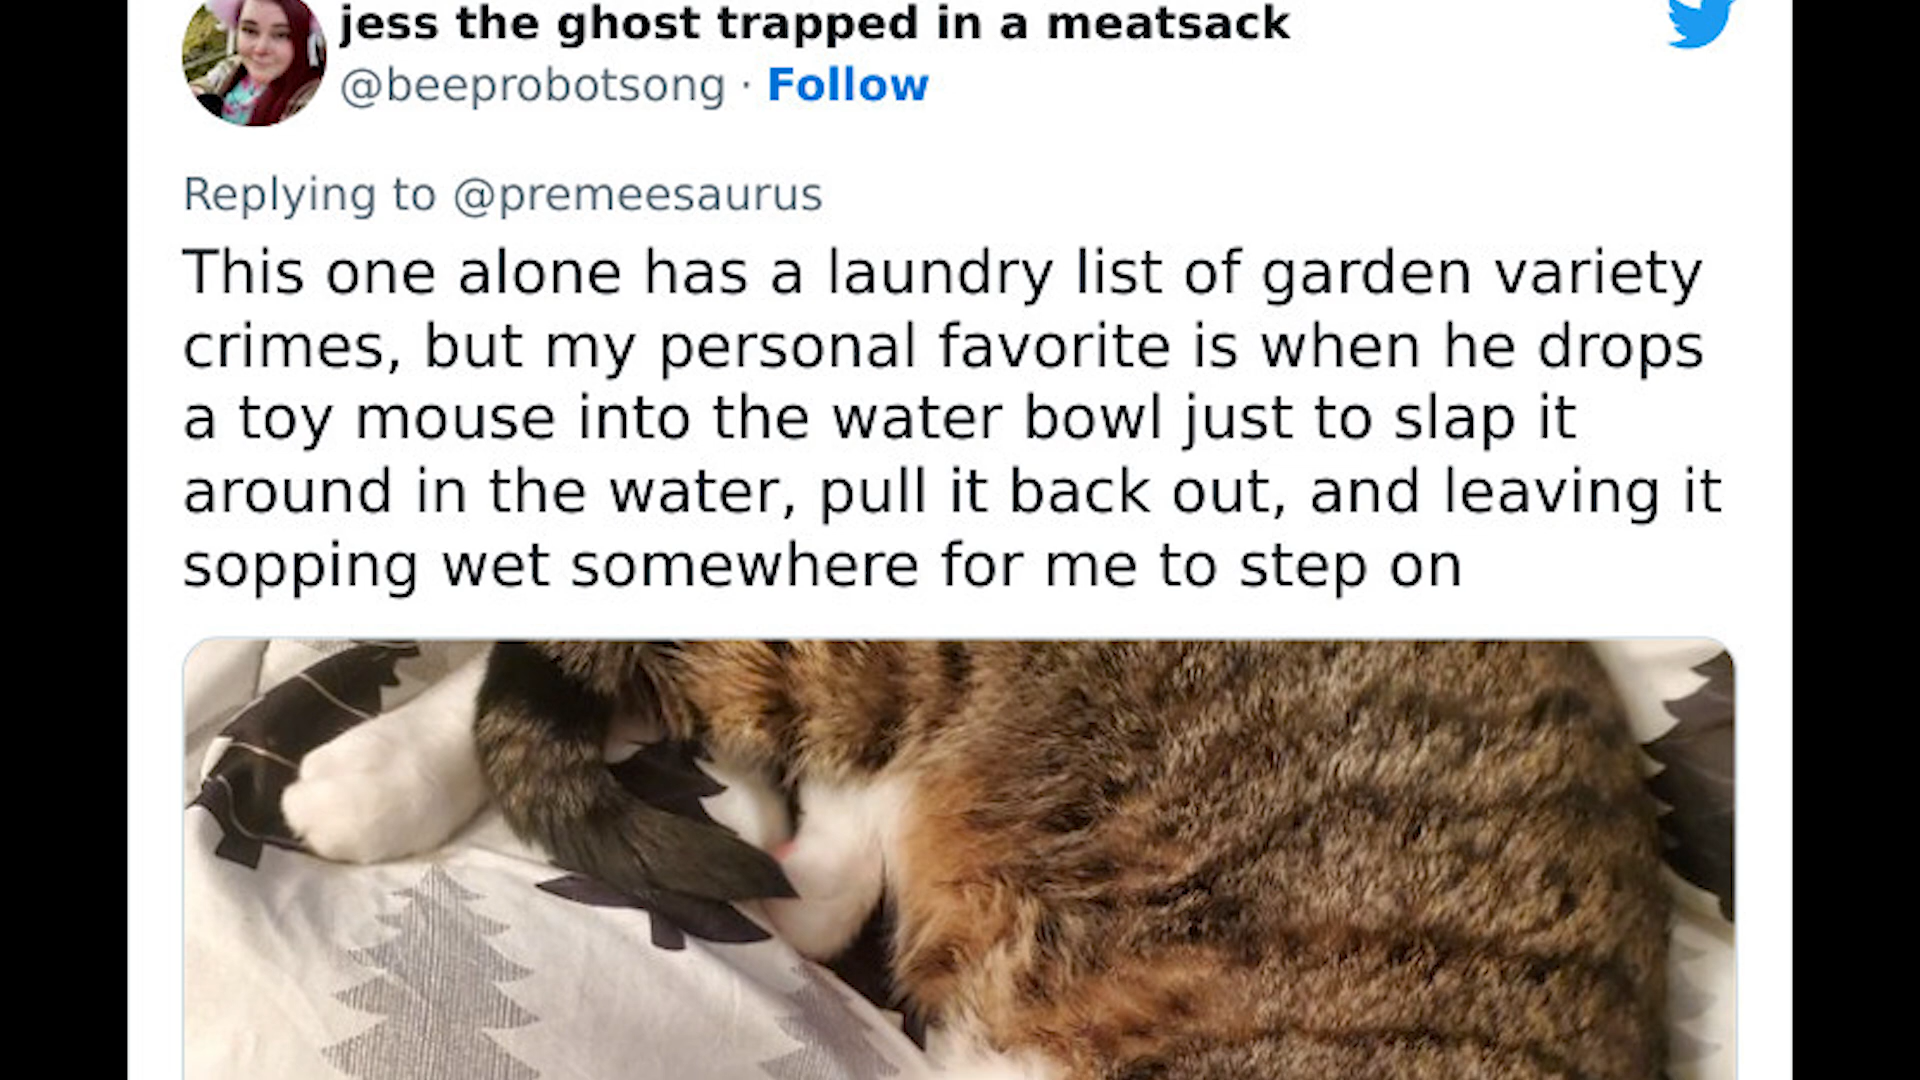 jess the ghost trapped in a meatsack
@beeprobotsong · Follow
Replying to @premeesaurus
This one alone has a laundry list of garden variety
crimes, but my personal favorite is when he drops
a toy mouse into the water bowl just to slap it
around in the water, pull it back out, and leaving it
sopping wet somewhere for me to step on